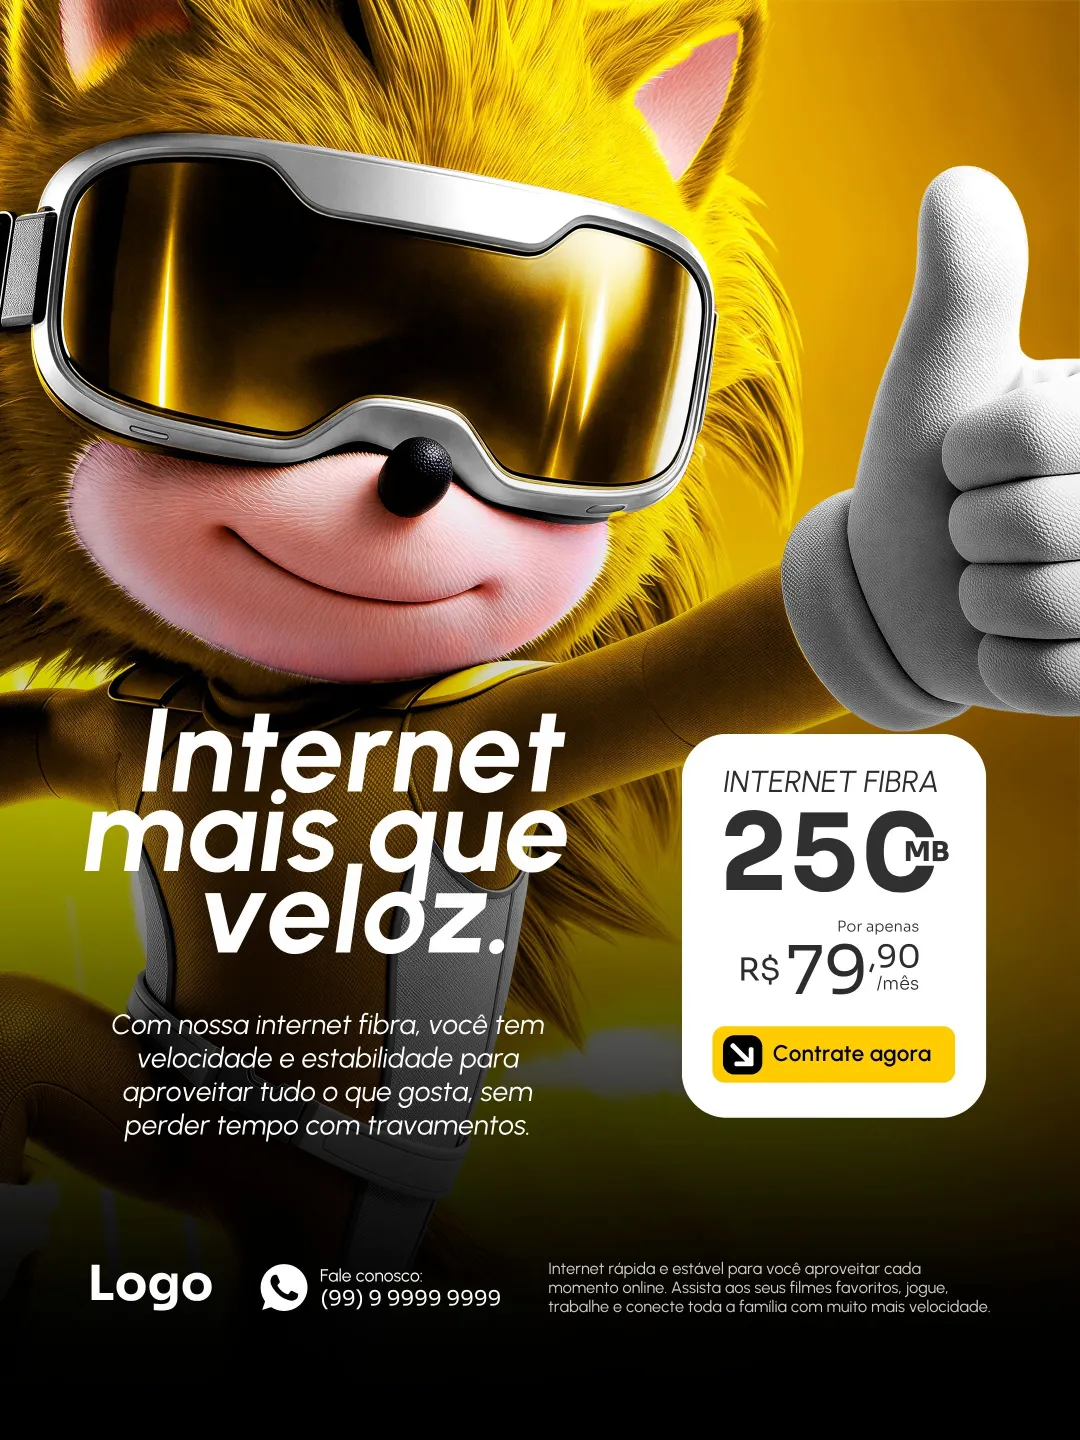 Internet
mais que
veloz.
Com nossa internet fibra, você tem
velocidade e estabilidade para
aproveitar tudo o que gosta, sem
perder tempo com travamentos.
INTERNET FIBRA
250 MB
Por apenas
R$ 79,90
/mês
Contrate agora
Logo
Fale conosco:
(99) 9 9999 9999
Internet rápida e estável para você aproveitar cada
momento online. Assista aos seus filmes favoritos, jogue,
trabalhe e conecte toda a família com muito mais velocidade.